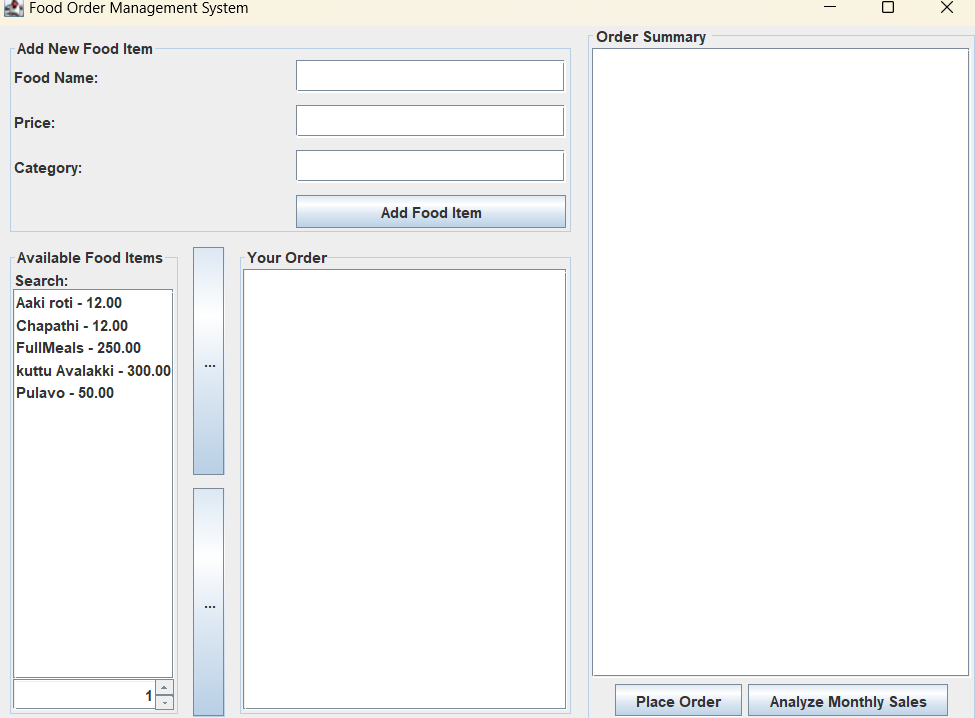 Food Order Management System
Add New Food Item
Food Name:
Price:
Category:
Add Food Item
Available Food Items
Search:
Aaki roti - 12.00
Chapathi - 12.00
FullMeals - 250.00
kuttu Avalakki - 300.00
Pulavo - 50.00
1
...
...
Your Order
Order Summary
Place Order
Analyze Monthly Sales